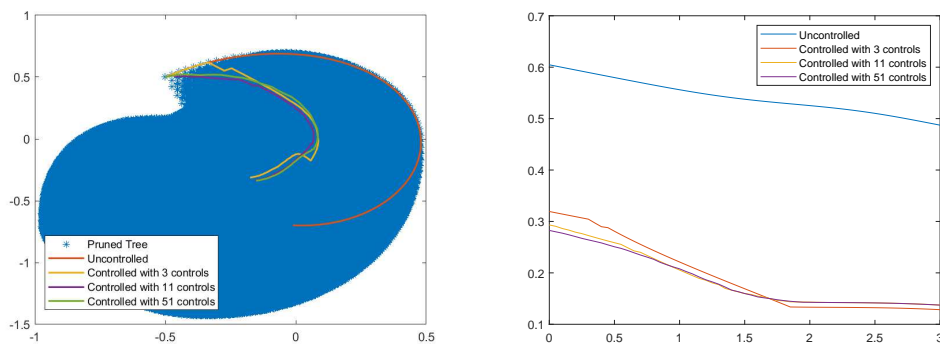 1
0.5
0
-0.5
-1
-1.5
-1
-0.5
0
0.5
Pruned Tree
Uncontrolled
Controlled with 3 controls
Controlled with 11 controls
Controlled with 51 controls
0.7
0.6
0.5
0.4
0.3
0.2
0.1
0
0.5
1
1.5
2
2.5
3
Uncontrolled
Controlled with 3 controls
Controlled with 11 controls
Controlled with 51 controls